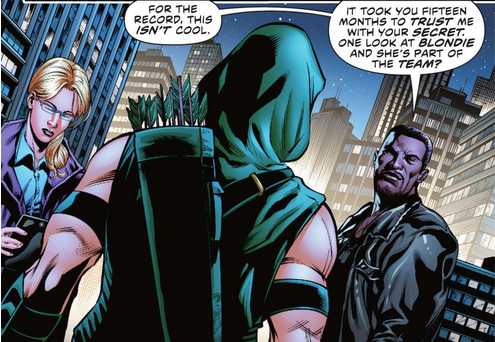 FOR THE
RECORD, THIS
ISN'T COOL.
IT TOOK YOU FIFTEEN
MONTHS TO TRUST ME
WITH YOUR SECRET.
ONE LOOK AT BLONDIE
AND SHE'S PART OF
THE TEAM?